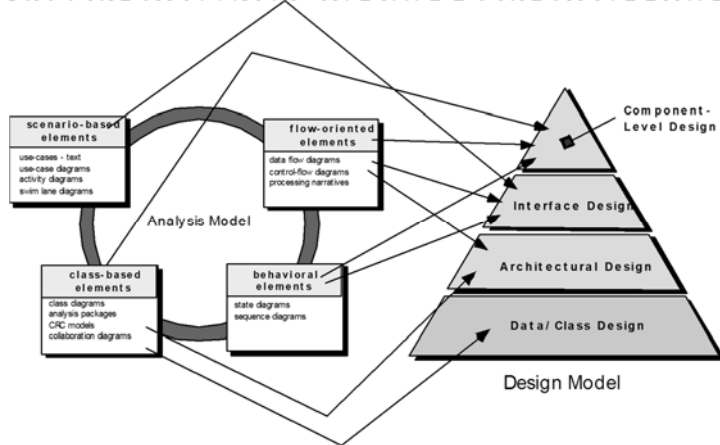 scenario-based
elements
use-cases - text
use-case diagrams
activity diagrams
swim lane diagrams
flow-oriented
elements
data flow diagrams
control-flow diagrams
processing narratives
Analysis Model
class-based
elements
class diagrams
analysis packages
CRC models
collaboration diagrams
behavioral
elements
state diagrams
sequence diagrams
Component-
Level Design
Interface Design
Architectural Design
Data/ Class Design
Design Model